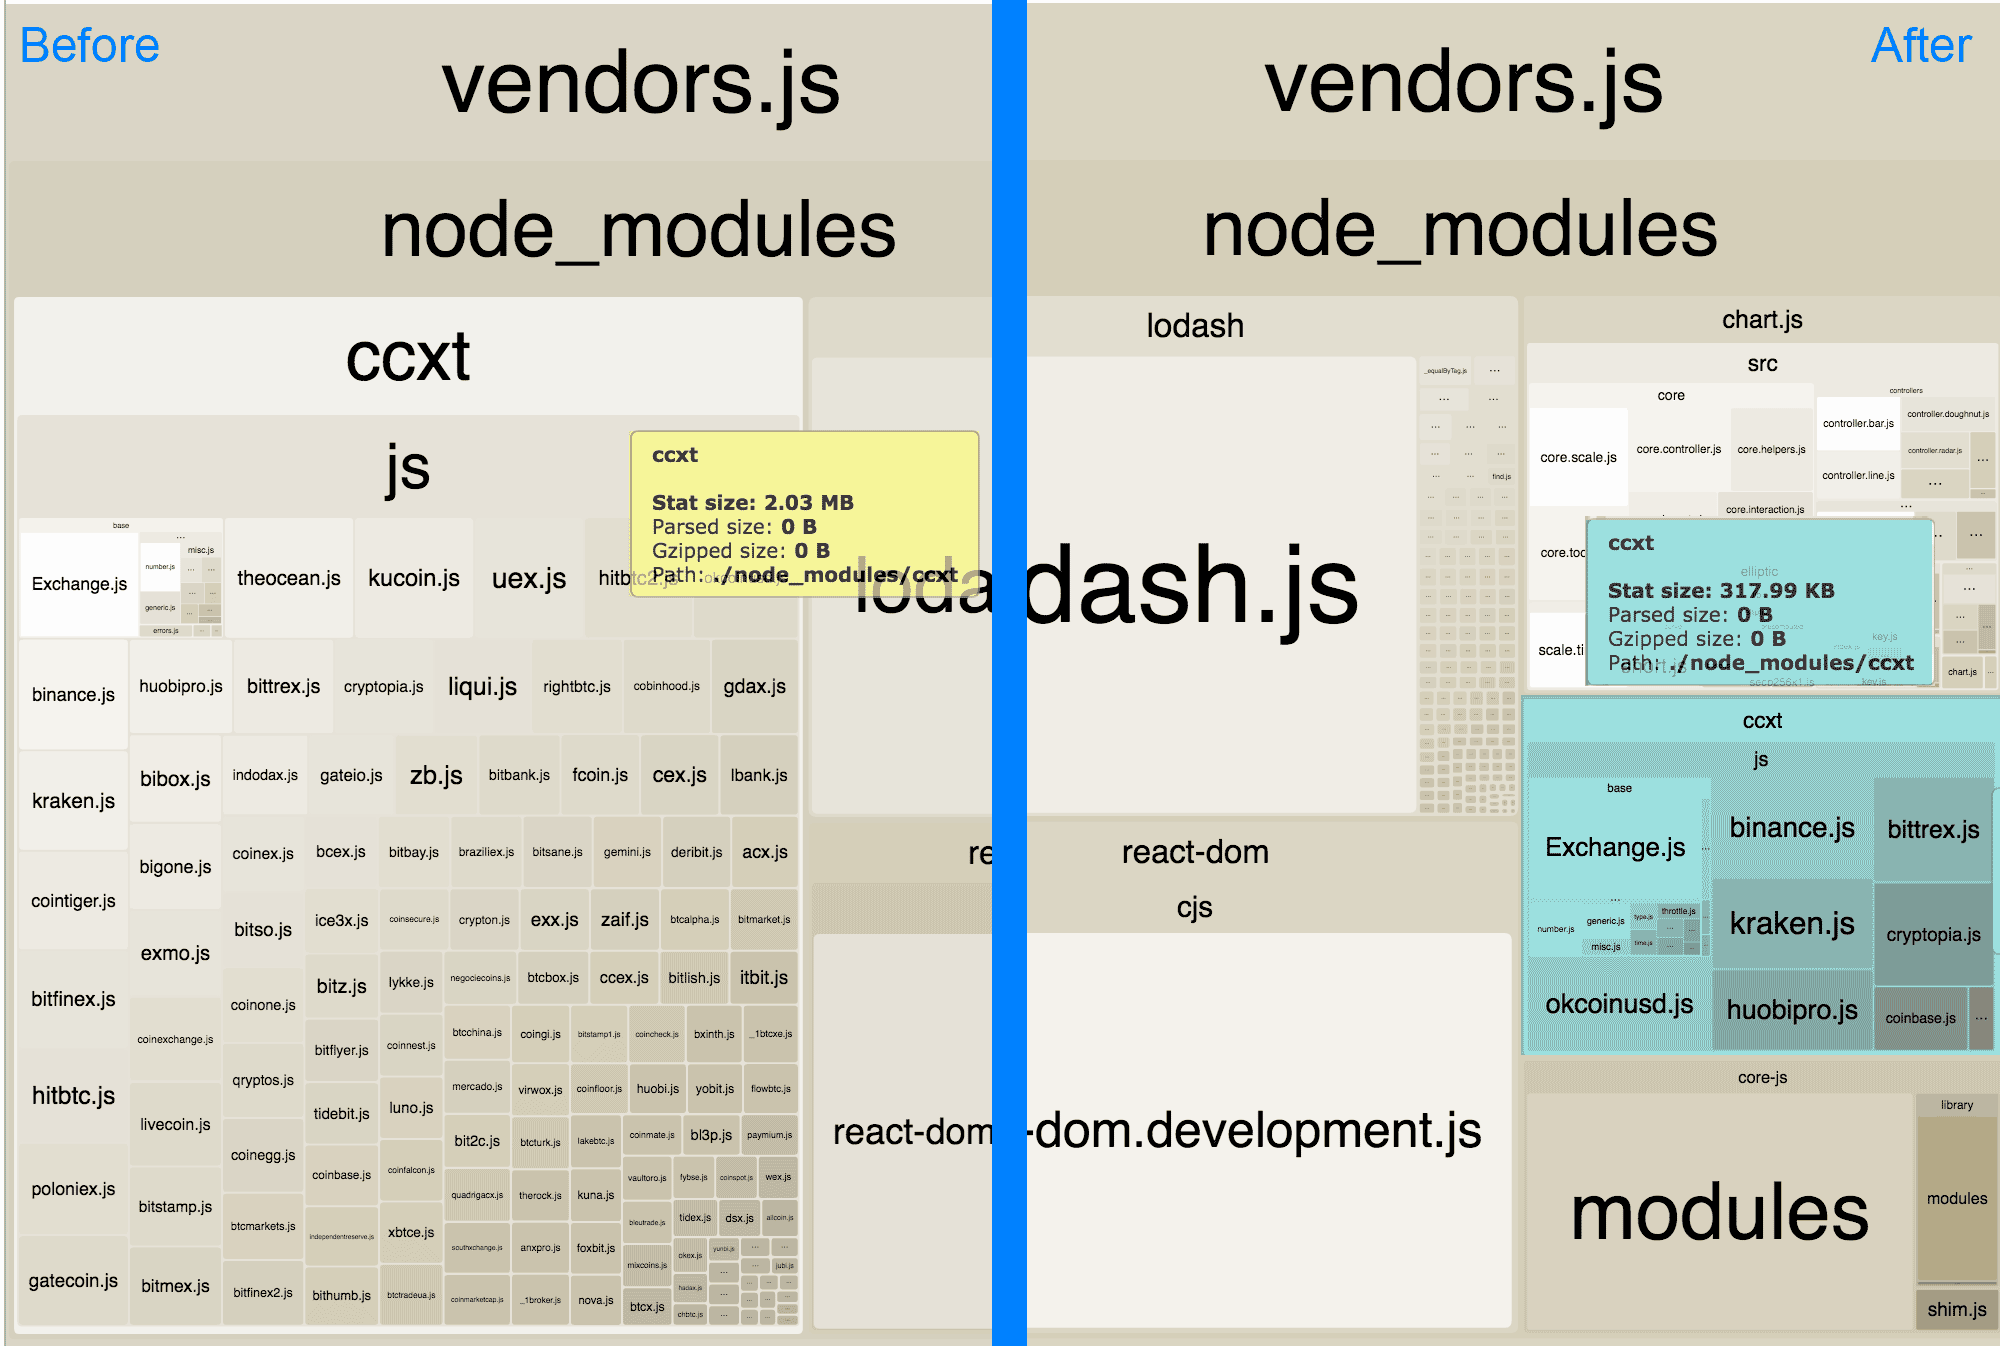 Before
vendors.js
node_modules
ccxt
js
ccxt
Stat size: 2.03 MB
Parsed size: 0 B
Gzipped size: 0 B
Path: ./node_modules/ccxt
base
...
misc.js
number.js
generic.js
errors.js
Exchange.js
theocean.js
kucoin.js
uex.js
hitbtc2.js
binance.js
huobipro.js
bittrex.js
cryptopia.js
liqui.js
rightbtc.js
cobinhood.js
gdax.js
kraken.js
bibox.js
indodax.js
gateio.js
zb.js
bitbank.js
fcoin.js
cex.js
lbank.js
cointiger.js
bigone.js
coinex.js
bcex.js
bitbay.js
braziliex.js
bitsane.js
gemini.js
deribit.js
acx.js
exmo.js
bitso.js
ice3x.js
coinsecure.js
crypton.js
exx.js
zaif.js
btcalpha.js
bitmarket.js
bitfinex.js
coinone.js
bitz.js
lykke.js
negociecoins.js
btcbox.js
ccex.js
bitlish.js
itbit.js
coinexchange.js
bitflyer.js
coinnest.js
btcchina.js
coingi.js
bitstamp1.js
coincheck.js
bxinth.js
_1btcxe.js
hitbtc.js
qryptos.js
tidebit.js
luno.js
mercado.js
virwox.js
coinfloor.js
huobi.js
yobit.js
flowbtc.js
livecoin.js
coinegg.js
coinbase.js
coinfalcon.js
bit2c.js
btcturk.js
lakebtc.js
coinmate.js
bl3p.js
paymium.js
poloniex.js
bitstamp.js
btcmarkets.js
independentreserve.js
xbtce.js
quadrigacx.js
therock.js
kuna.js
vaultoro.js
fybse.js
coinspot.js
wex.js
bleutrade.js
tidex.js
dsx.js
allcoin.js
southxchange.js
anxpro.js
foxbit.js
mixcoins.js
okex.js
yunbi.js
jubi.js
gatecoin.js
bitmex.js
bitfinex2.js
bithumb.js
btctradeua.js
coinmarketcap.js
_1broker.js
nova.js
btcx.js
hadax.js
chbtc.js
loda
re
react-dom
After
vendors.js
node_modules
lodash
dash.js
_equalByTag.js
find.js
react-dom
cjs
-dom.development.js
chart.js
src
core
controllers
core.scale.js
core.controller.js
core.helpers.js
controller.bar.js
controller.doughnut.js
controller.radar.js
controller.line.js
core.interaction.js
core.too
scale.ti
chart.js
ccxt
Stat size: 317.99 KB
Parsed size: 0 B
Gzipped size: 0 B
Path: ./node_modules/ccxt
elliptic
key.js
secp256k1.js
key.js
ccxt
js
base
Exchange.js
...
number.js
generic.js
misc.js
type.js
time.js
throttle.js
binance.js
bittrex.js
kraken.js
cryptopia.js
okcoinusd.js
huobipro.js
coinbase.js
...
core-js
modules
library
modules
shim.js